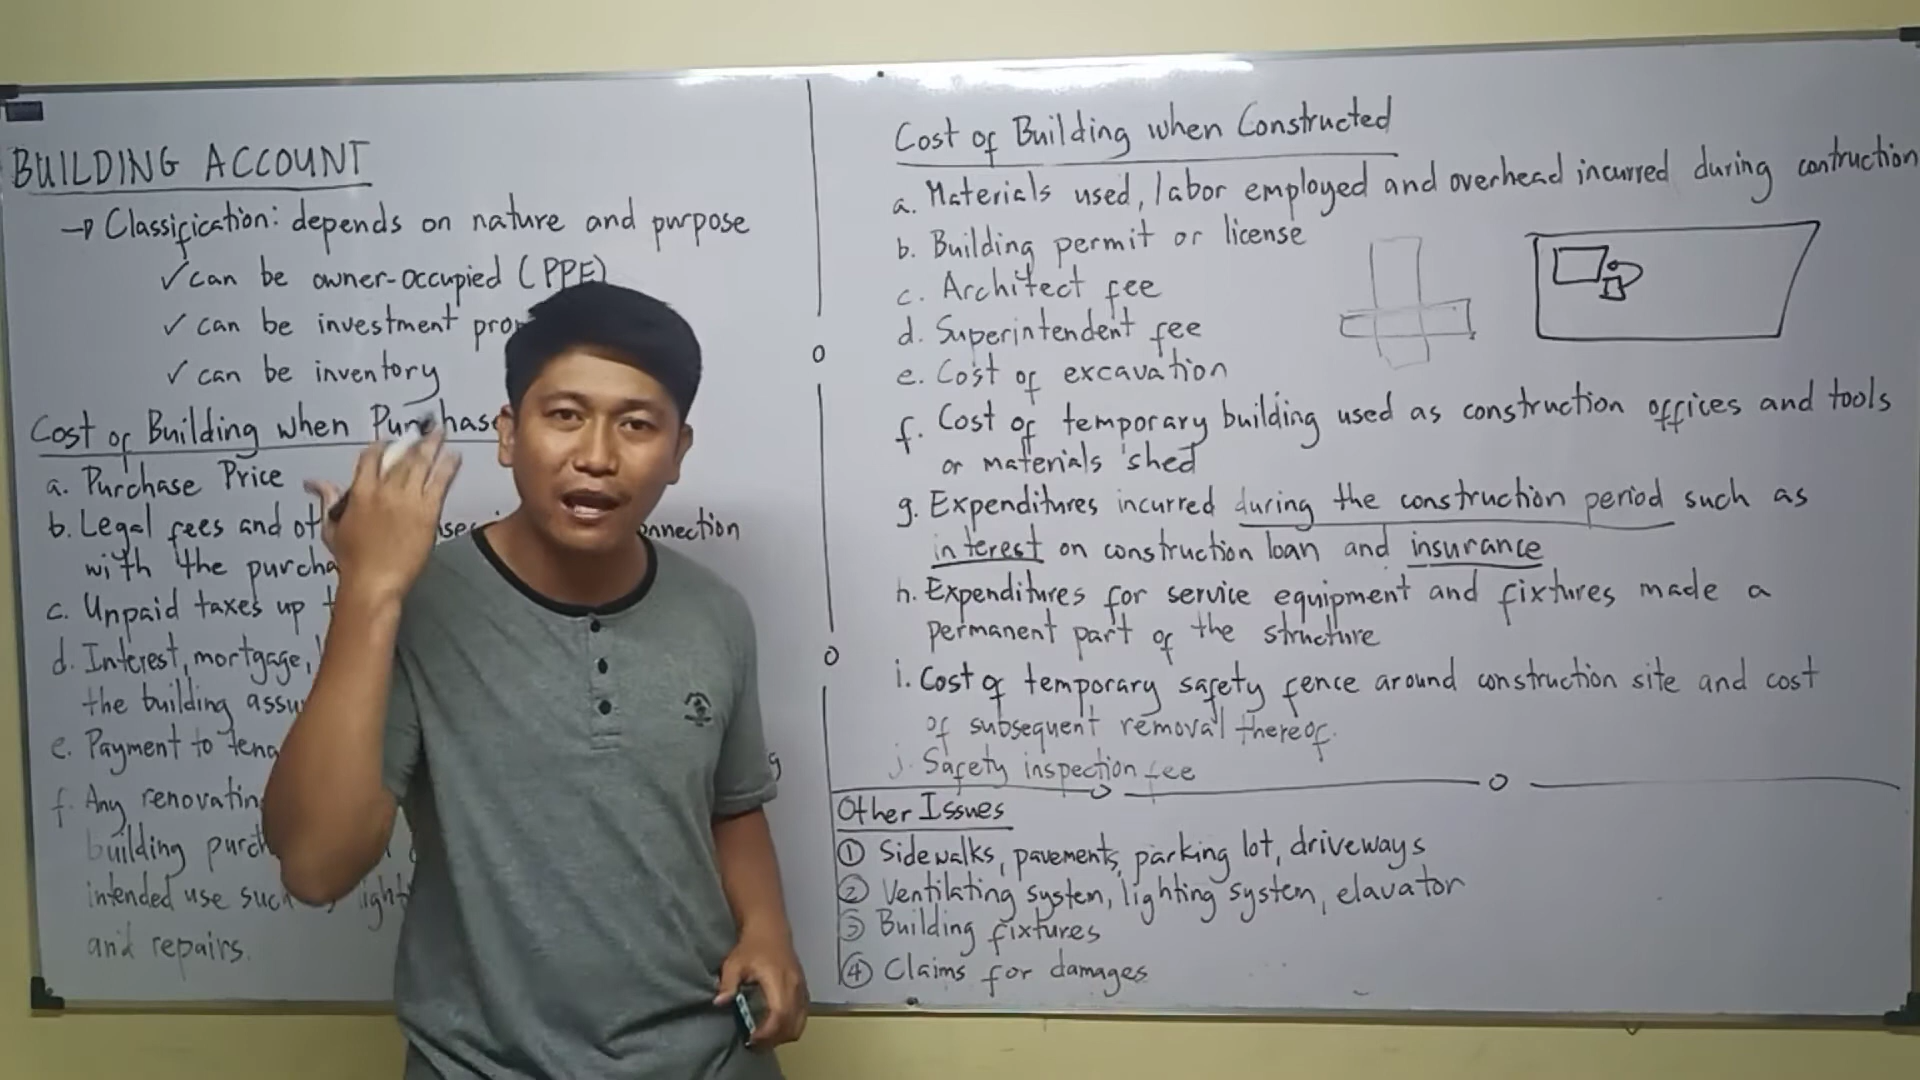 BUILDING ACCOUNT
→ Classification: depends on nature and purpose
✓ can be owner-occupied (PPE)
✓ can be investment
✓ can be inventory
Cost of Building when
a. Purchase Price
b. Legal fees and
with the
c. Unpaid taxes up
d. Interest, mortgage,
the building
e. Payment to
f. Any
building
intended use
and repairs.
Cost of Building when Constructed
a. Materials used, labor employed and overhead incurred during contruction
b. Building permit or license
c. Architect fee
d. Superintendent fee
e. Cost of excavation
f. Cost of temporary building used as construction offices and tools
or materials shed
g. Expenditures incurred during the construction period such as
interest on construction loan and insurance
h. Expenditures for service equipment and fixtures made a
permanent part of the structure
i. Cost of temporary safety fence around construction site and cost
of subsequent removal thereof.
j. Safety inspection fee
Other Issues
① Sidewalks, pavements, parking lot, driveways
② Ventilating system, lighting system, elavator
③ Building fixtures
④ Claims for damages